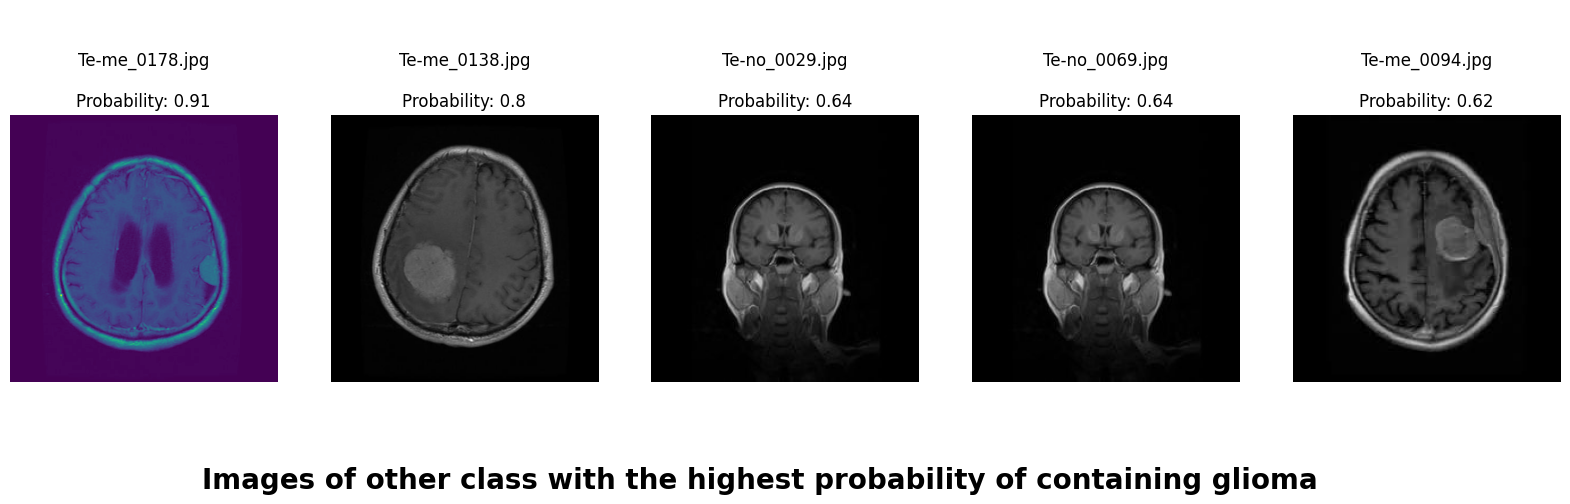 Te-me_0178.jpg
Probability: 0.91
Te-me_0138.jpg
Probability: 0.8
Te-no_0029.jpg
Probability: 0.64
Te-no_0069.jpg
Probability: 0.64
Te-me_0094.jpg
Probability: 0.62
Images of other class with the highest probability of containing glioma